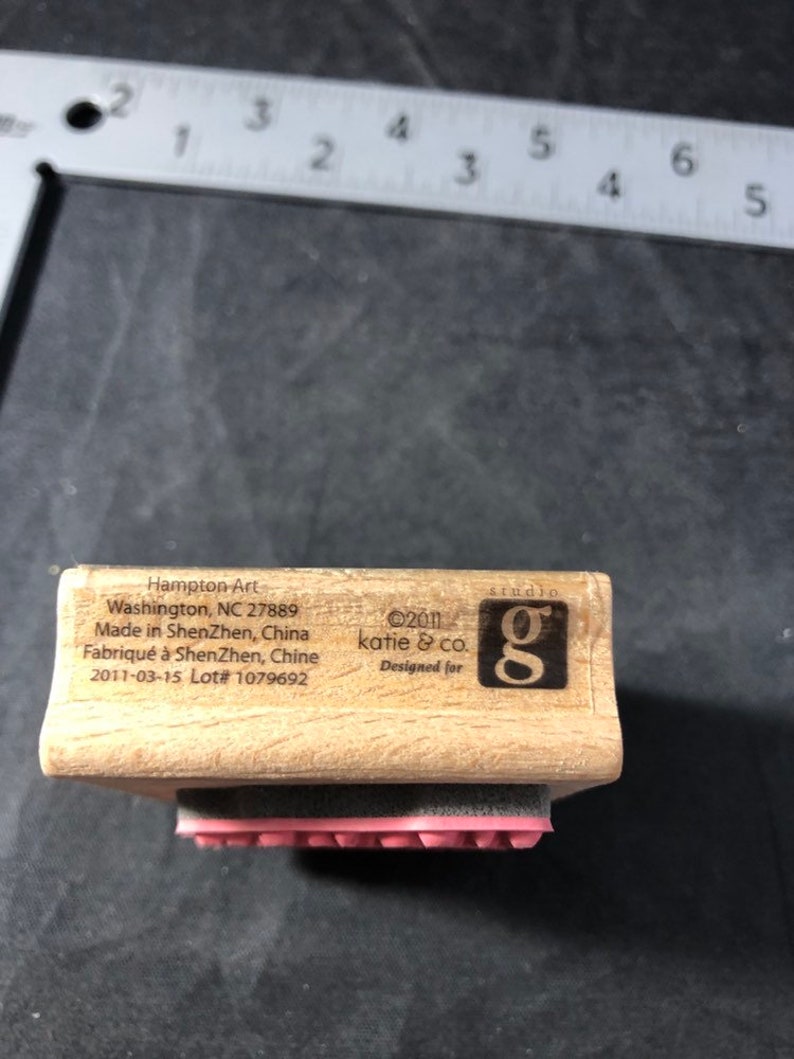 2 3 4 5 6
1 2 3 4 5
Hampton Art
Washington, NC 27889
Made in ShenZhen, China
Fabriqué à ShenZhen, Chine
2011-03-15 Lot# 1079692
©2011
katie & co.
Designed for
studio
g